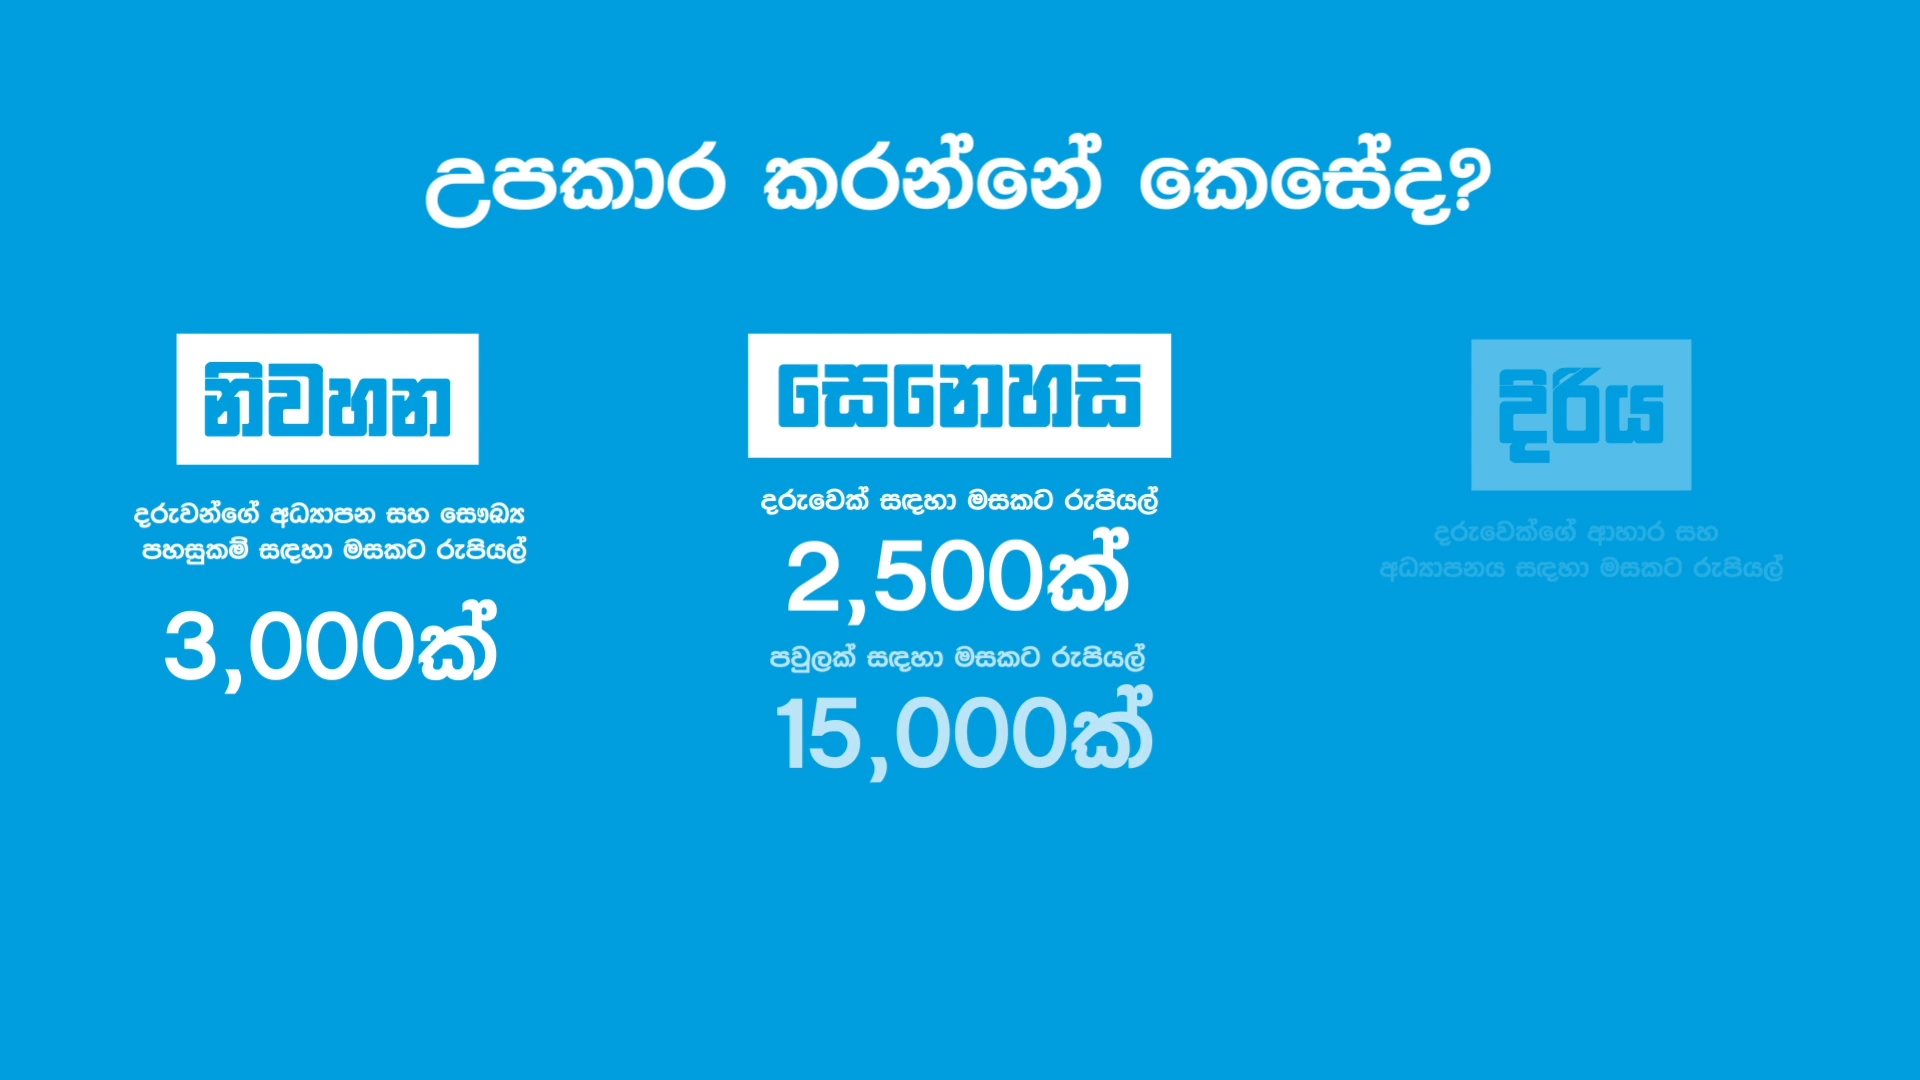 උපකාර කරන්නේ කෙසේද?
නිවහන
දරුවන්ගේ අධ්‍යාපන සහ සෞඛ්‍ය
පහසුකම් සඳහා මසකට රුපියල්
3,000ක්
සෙනෙහස
දරුවෙක් සඳහා මසකට රුපියල්
2,500ක්
පවුලක් සඳහා මසකට රුපියල්
15,000ක්
දිරිය
දරුවෙක්ගේ ආහාර සහ
අධ්‍යාපනය සඳහා මසකට රුපියල්